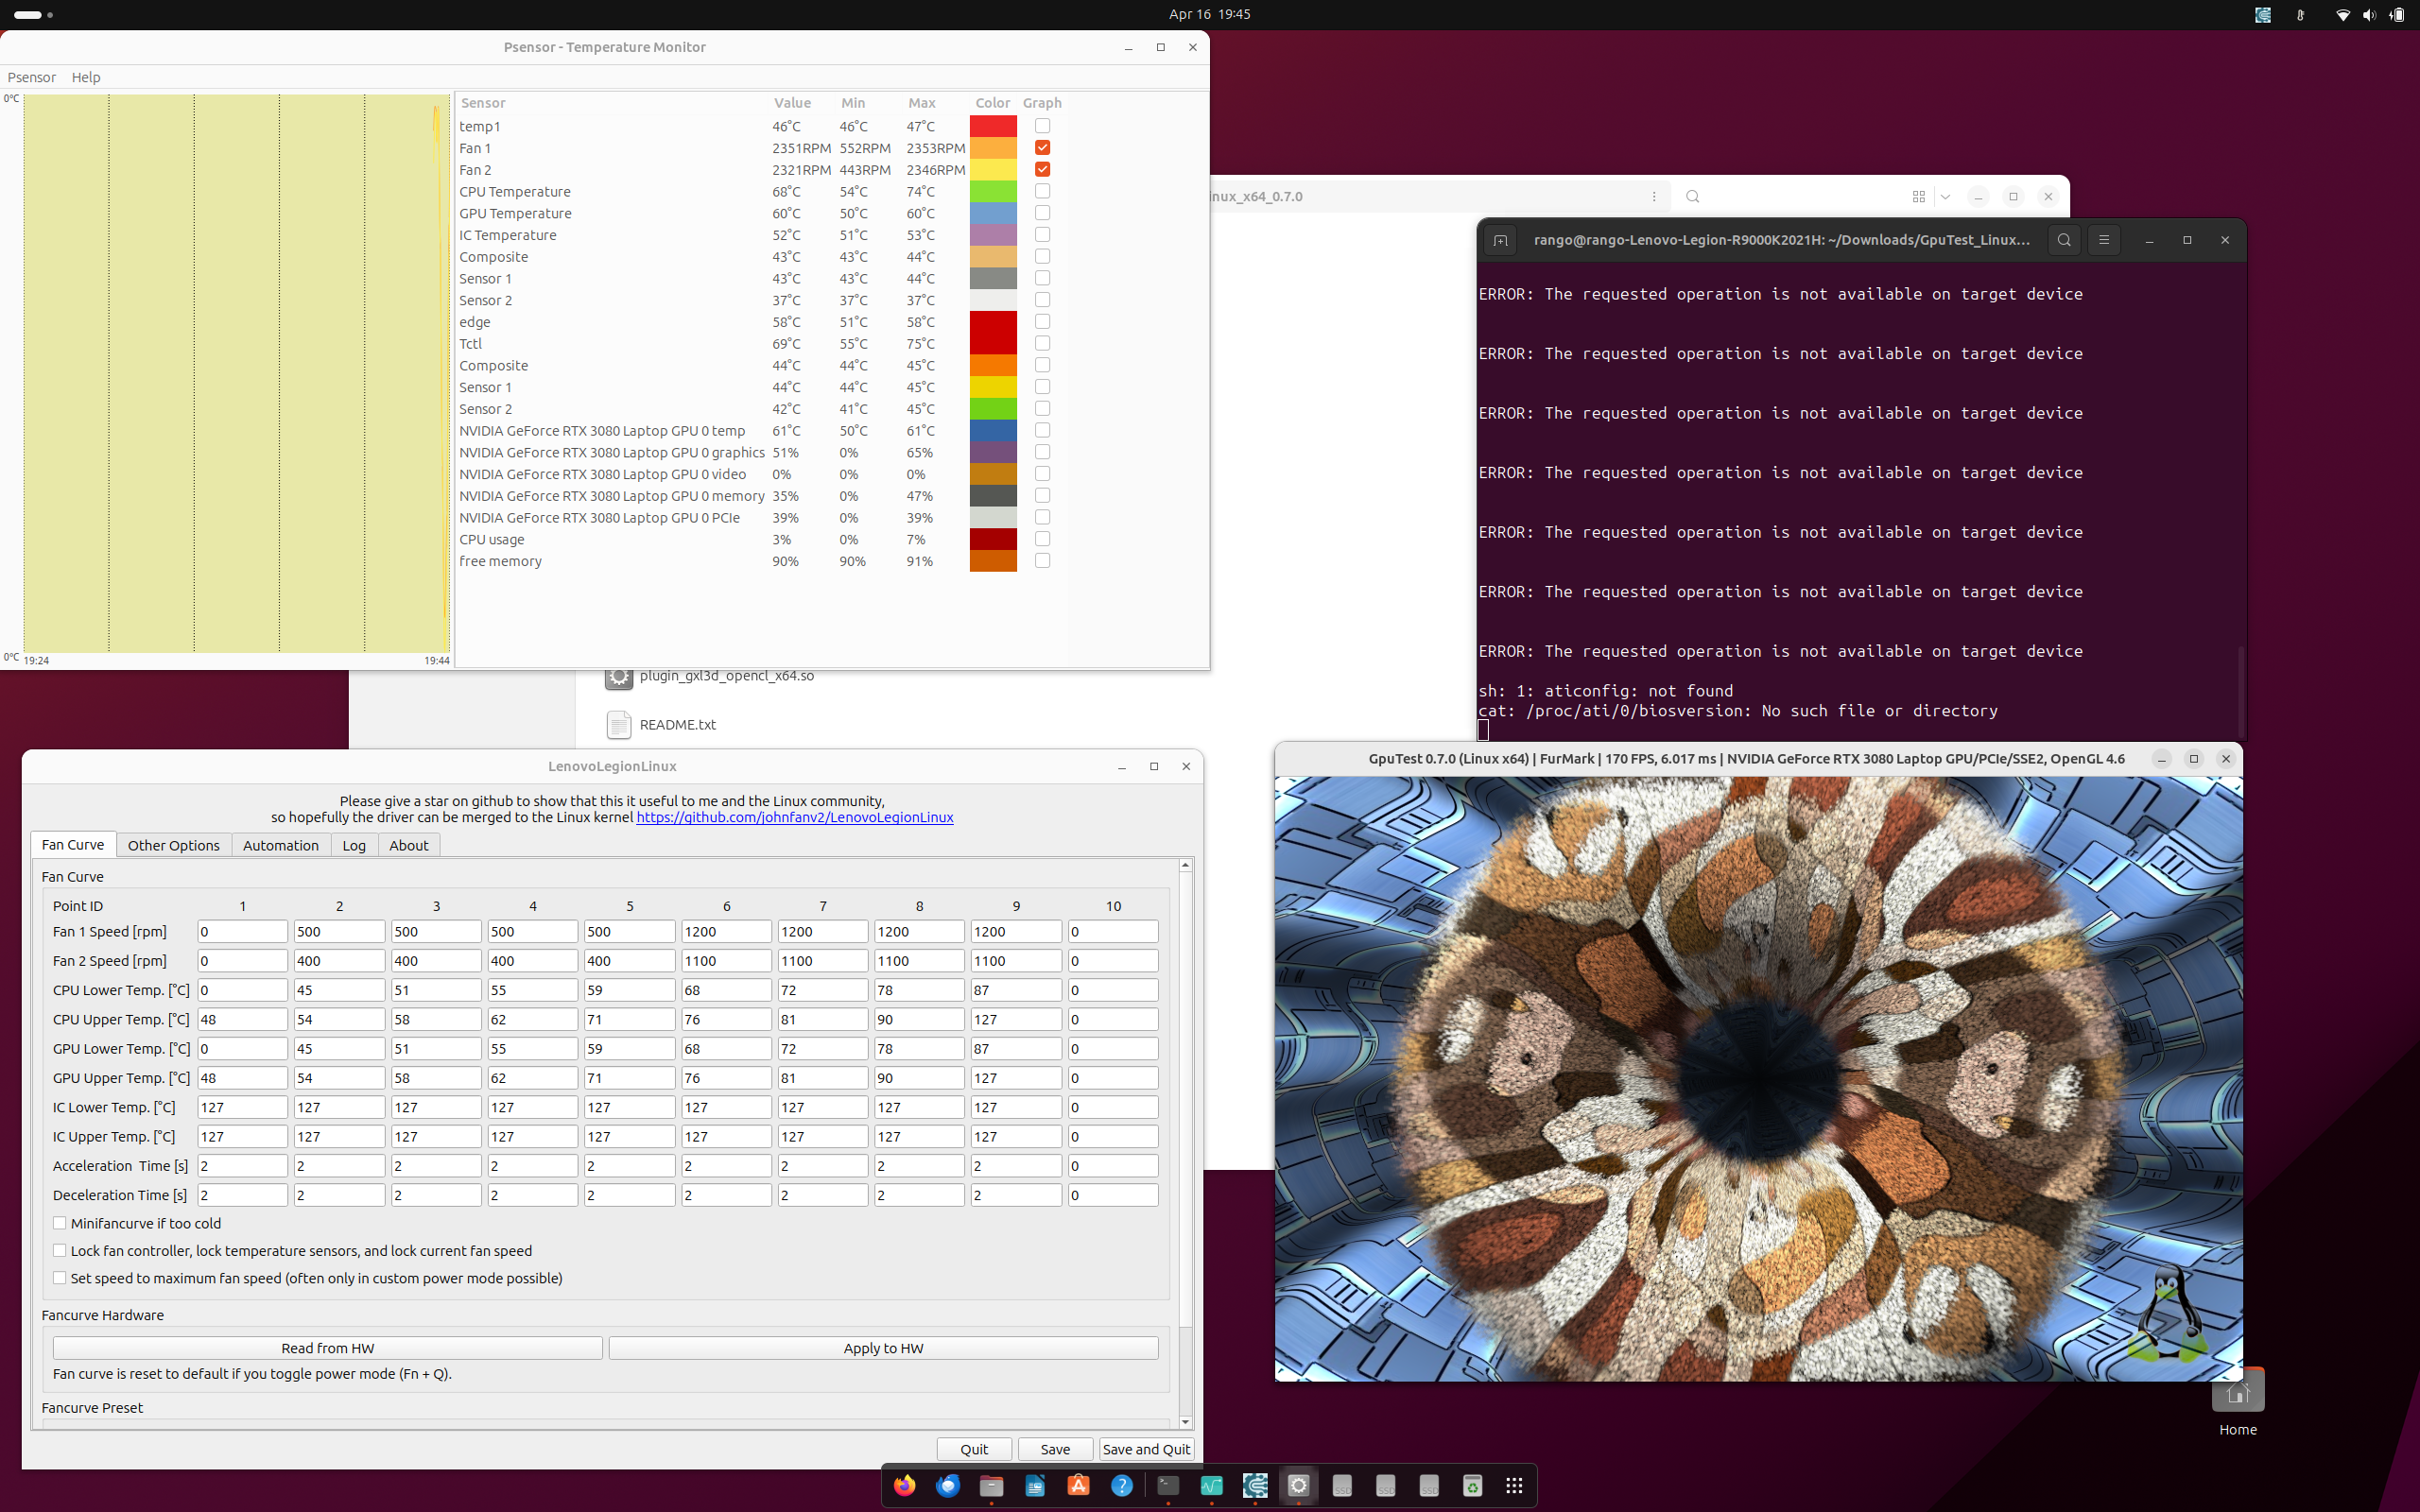 Apr 16 19:45
Psensor - Temperature Monitor
Psensor Help
0°C
0°C
19:24 19:44
Sensor Value Min Max Color Graph
temp1 46°C 46°C 47°C
Fan 1 2351RPM 552RPM 2353RPM
Fan 2 2321RPM 443RPM 2346RPM
CPU Temperature 68°C 54°C 74°C
GPU Temperature 60°C 50°C 60°C
IC Temperature 52°C 51°C 53°C
Composite 43°C 43°C 44°C
Sensor 1 43°C 43°C 44°C
Sensor 2 37°C 37°C 37°C
edge 58°C 51°C 58°C
Tctl 69°C 55°C 75°C
Composite 44°C 44°C 45°C
Sensor 1 44°C 44°C 45°C
Sensor 2 42°C 41°C 45°C
NVIDIA GeForce RTX 3080 Laptop GPU 0 temp 61°C 50°C 61°C
NVIDIA GeForce RTX 3080 Laptop GPU 0 graphics 51% 0% 65%
NVIDIA GeForce RTX 3080 Laptop GPU 0 video 0% 0% 0%
NVIDIA GeForce RTX 3080 Laptop GPU 0 memory 35% 0% 47%
NVIDIA GeForce RTX 3080 Laptop GPU 0 PCIe 39% 0% 39%
CPU usage 3% 0% 7%
free memory 90% 90% 91%
inux_x64_0.7.0
plugin_gxl3d_opencl_x64.so
README.txt
rango@rango-Lenovo-Legion-R9000K2021H: ~/Downloads/GpuTest_Linux...
ERROR: The requested operation is not available on target device
ERROR: The requested operation is not available on target device
ERROR: The requested operation is not available on target device
ERROR: The requested operation is not available on target device
ERROR: The requested operation is not available on target device
ERROR: The requested operation is not available on target device
ERROR: The requested operation is not available on target device
sh: 1: aticonfig: not found
cat: /proc/ati/0/biosversion: No such file or directory
LenovoLegionLinux
Please give a star on github to show that this it useful to me and the Linux community,
so hopefully the driver can be merged to the Linux kernel https://github.com/johnfanv2/LenovoLegionLinux
Fan Curve Other Options Automation Log About
Fan Curve
Point ID 1 2 3 4 5 6 7 8 9 10
Fan 1 Speed [rpm] 0 500 500 500 500 1200 1200 1200 1200 0
Fan 2 Speed [rpm] 0 400 400 400 400 1100 1100 1100 1100 0
CPU Lower Temp. [°C] 0 45 51 55 59 68 72 78 87 0
CPU Upper Temp. [°C] 48 54 58 62 71 76 81 90 127 0
GPU Lower Temp. [°C] 0 45 51 55 59 68 72 78 87 0
GPU Upper Temp. [°C] 48 54 58 62 71 76 81 90 127 0
IC Lower Temp. [°C] 127 127 127 127 127 127 127 127 127 0
IC Upper Temp. [°C] 127 127 127 127 127 127 127 127 127 0
Acceleration Time [s] 2 2 2 2 2 2 2 2 2 0
Deceleration Time [s] 2 2 2 2 2 2 2 2 2 0
Minifancurve if too cold
Lock fan controller, lock temperature sensors, and lock current fan speed
Set speed to maximum fan speed (often only in custom power mode possible)
Fancurve Hardware
Read from HW Apply to HW
Fan curve is reset to default if you toggle power mode (Fn + Q).
Fancurve Preset
Quit Save Save and Quit
GpuTest 0.7.0 (Linux x64) | FurMark | 170 FPS, 6.017 ms | NVIDIA GeForce RTX 3080 Laptop GPU/PCIe/SSE2, OpenGL 4.6
Home
SSD SSD SSD